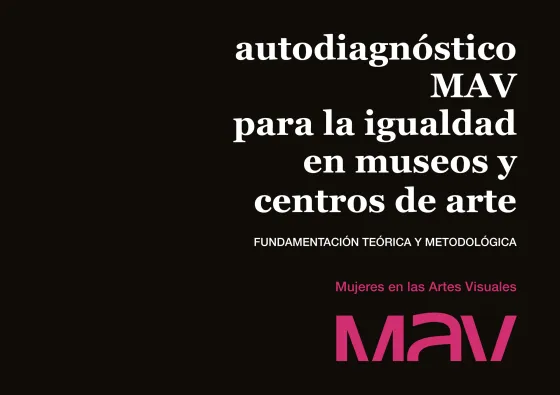 autodiagnóstico
MAV
para la igualdad
en museos y
centros de arte
FUNDAMENTACIÓN TEÓRICA Y METODOLÓGICA
Mujeres en las Artes Visuales
MaV